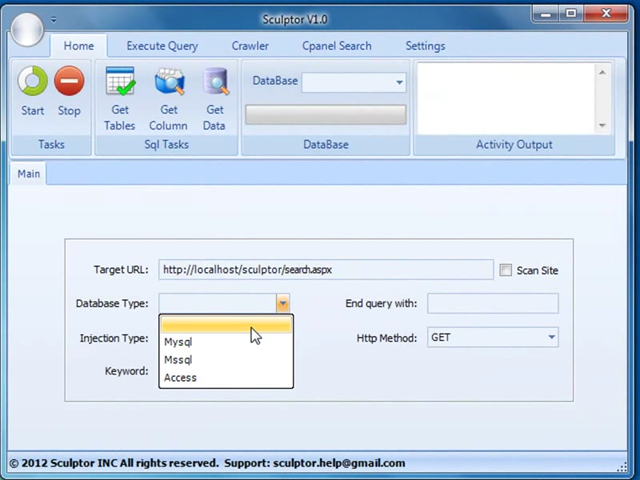 Sculptor V1.0
Home Execute Query Crawler Cpanel Search Settings
Start Stop Get Tables Get Column Get Data DataBase
Tasks Sql Tasks DataBase Activity Output
Main
Target URL: http://localhost/sculptor/search.aspx Scan Site
Database Type: End query with:
Injection Type: Http Method: GET
Mysql
Mssql
Keyword:
Access
© 2012 Sculptor INC All rights reserved. Support: sculptor.help@gmail.com